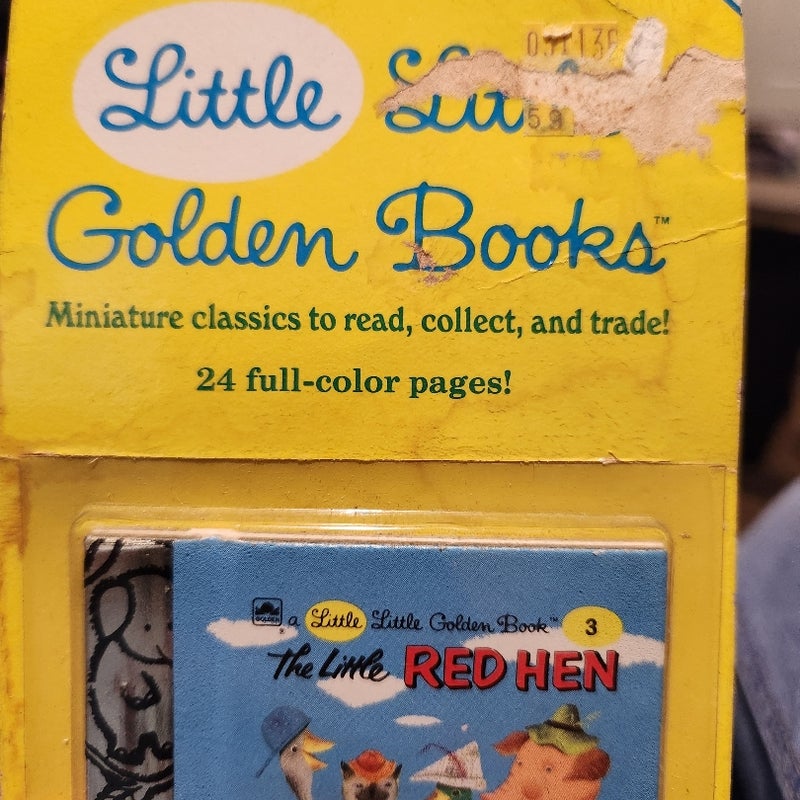 Little
Golden Books™
Miniature classics to read, collect, and trade!
24 full-color pages!
GOLDEN
a Little Little Golden Book™ 3
The Little RED HEN